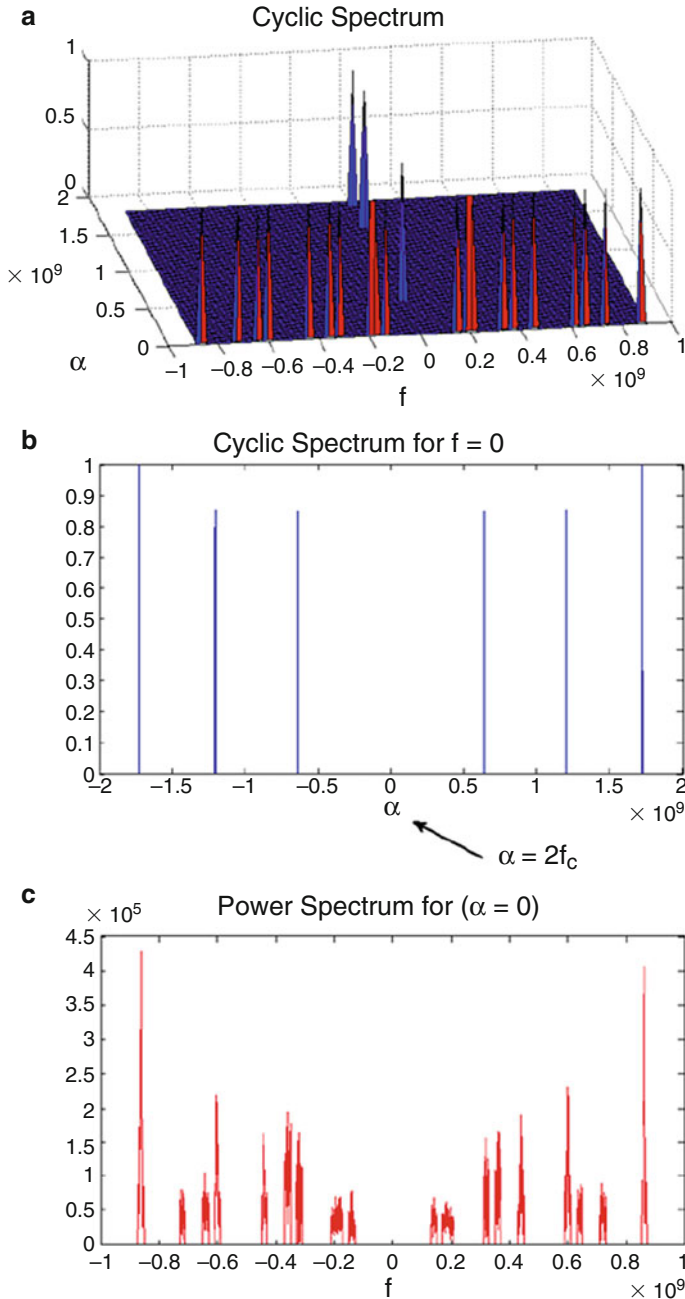 a
Cyclic Spectrum
1
0.5
0
2
1.5
× 10⁹
1
0.5
α
0
−1 −0.8 −0.6 −0.4 −0.2 0 0.2 0.4 0.6 0.8 1
× 10⁹
f
b
Cyclic Spectrum for f = 0
1
0.9
0.8
0.7
0.6
0.5
0.4
0.3
0.2
0.1
0
−2 −1.5 −1 −0.5 0 0.5 1 1.5 2
α
× 10⁹
α = 2f_c
c
× 10⁵
Power Spectrum for (α = 0)
4.5
4
3.5
3
2.5
2
1.5
1
0.5
0
−1 −0.8 −0.6 −0.4 −0.2 0 0.2 0.4 0.6 0.8 1
f
× 10⁹